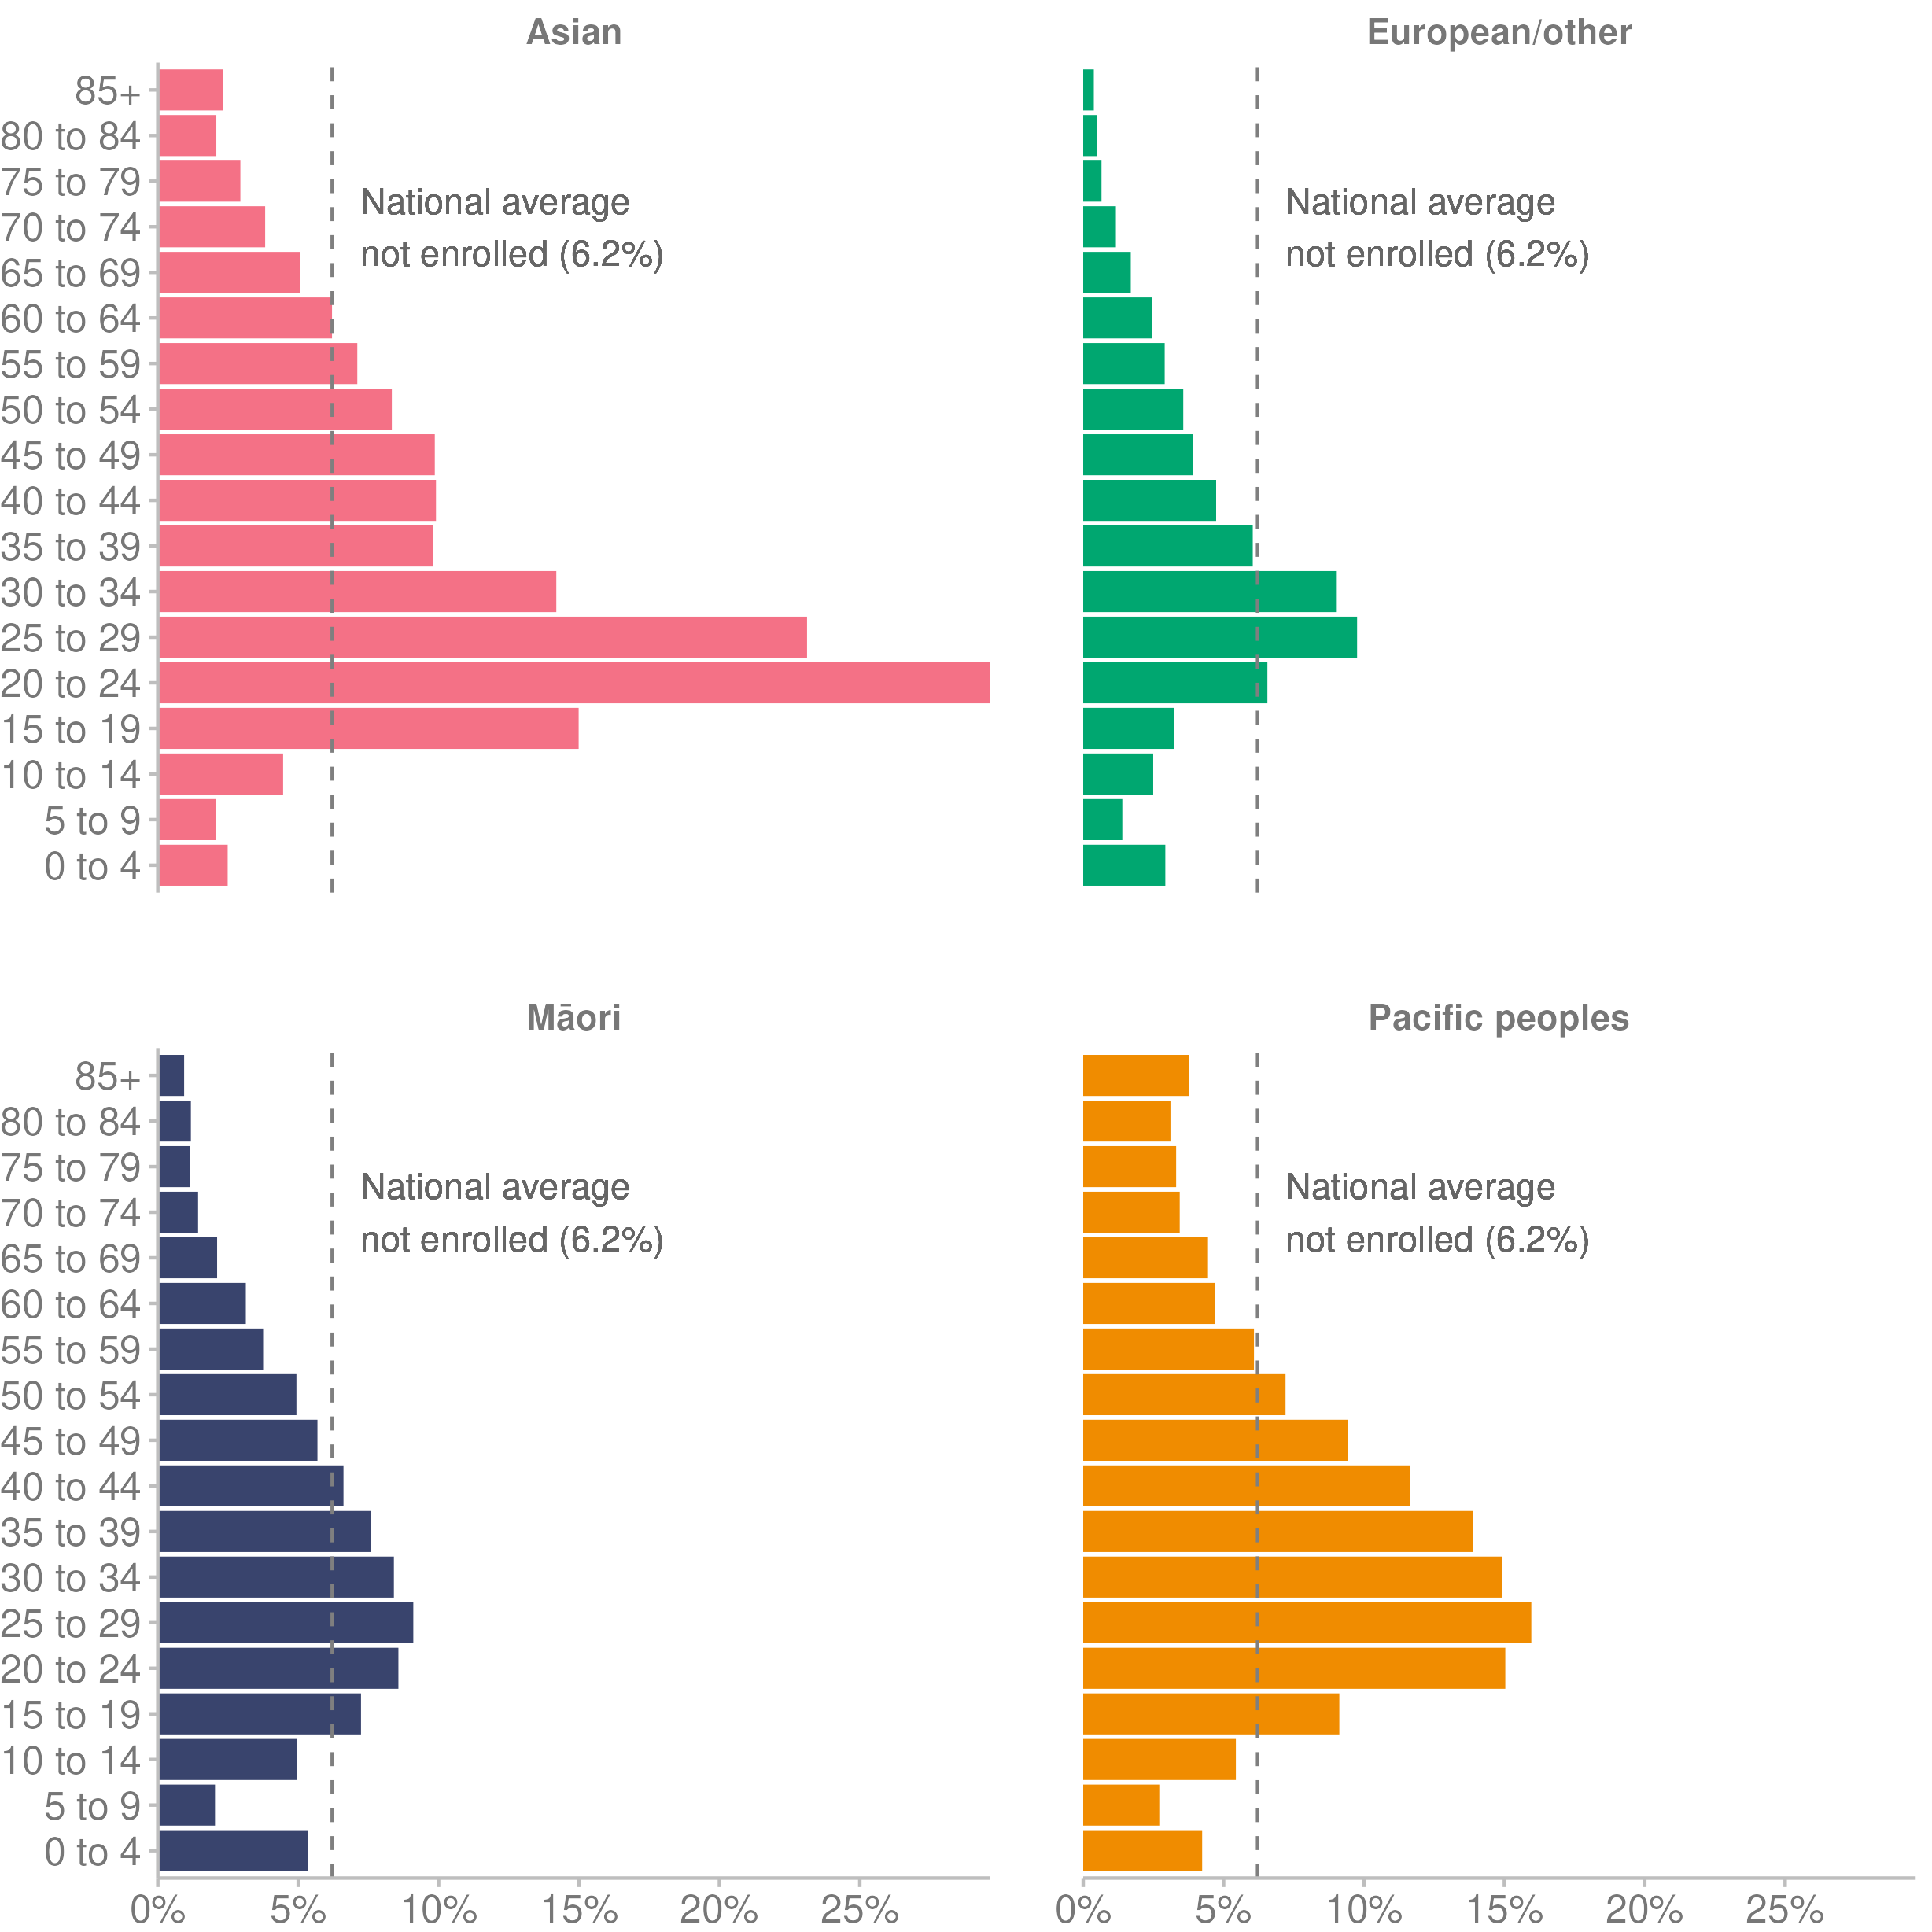 Asian
85+
80 to 84
75 to 79
70 to 74
65 to 69
60 to 64
55 to 59
50 to 54
45 to 49
40 to 44
35 to 39
30 to 34
25 to 29
20 to 24
15 to 19
10 to 14
5 to 9
0 to 4
National average
not enrolled (6.2%)
European/other
National average
not enrolled (6.2%)
Māori
85+
80 to 84
75 to 79
70 to 74
65 to 69
60 to 64
55 to 59
50 to 54
45 to 49
40 to 44
35 to 39
30 to 34
25 to 29
20 to 24
15 to 19
10 to 14
5 to 9
0 to 4
National average
not enrolled (6.2%)
0% 5% 10% 15% 20% 25%
Pacific peoples
National average
not enrolled (6.2%)
0% 5% 10% 15% 20% 25%